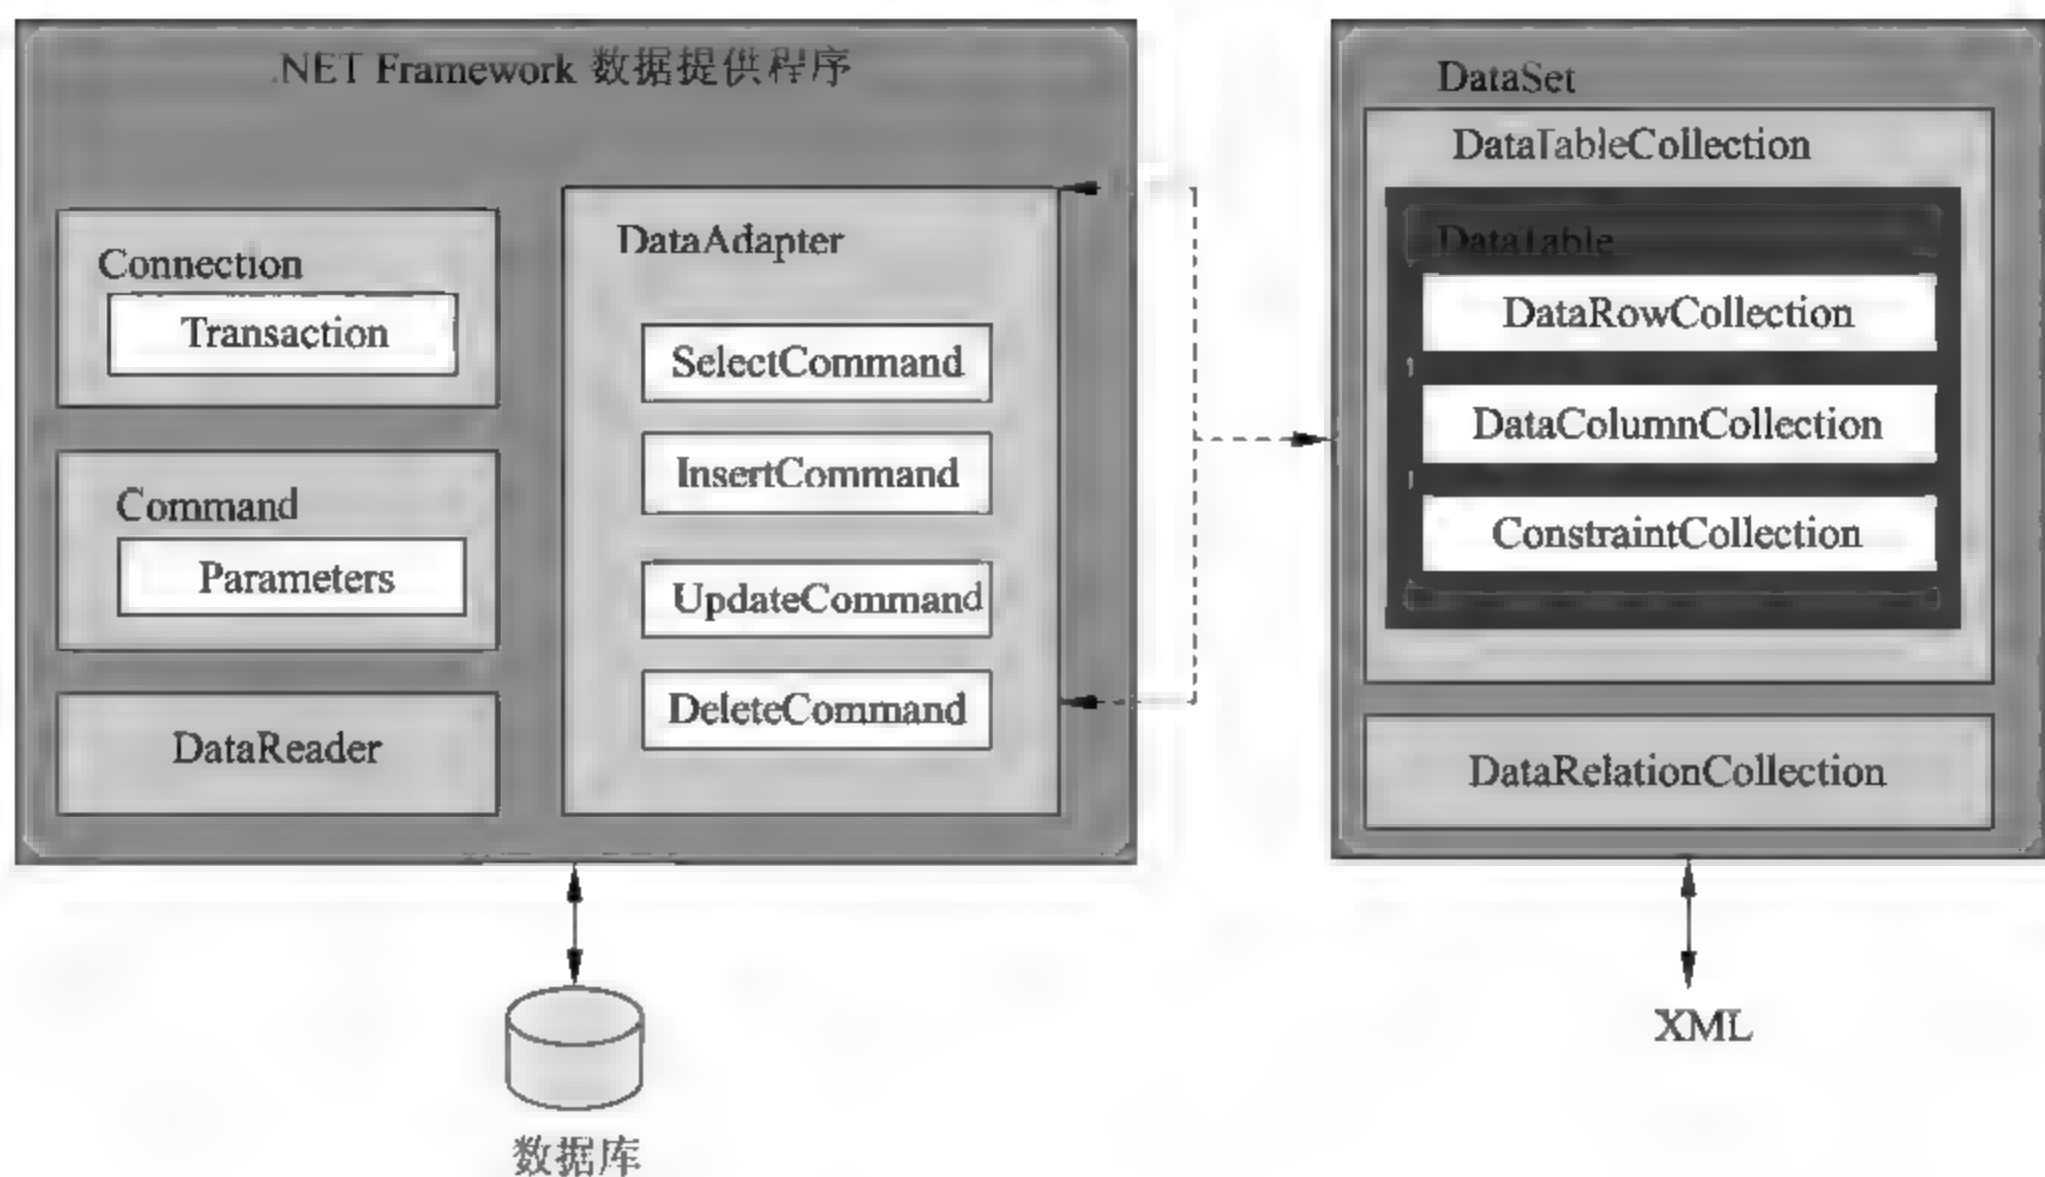 .NET Framework 数据提供程序
Connection
Transaction
Command
Parameters
DataReader
DataAdapter
SelectCommand
InsertCommand
UpdateCommand
DeleteCommand
数据库
DataSet
DataTableCollection
DataTable
DataRowCollection
DataColumnCollection
ConstraintCollection
DataRelationCollection
XML